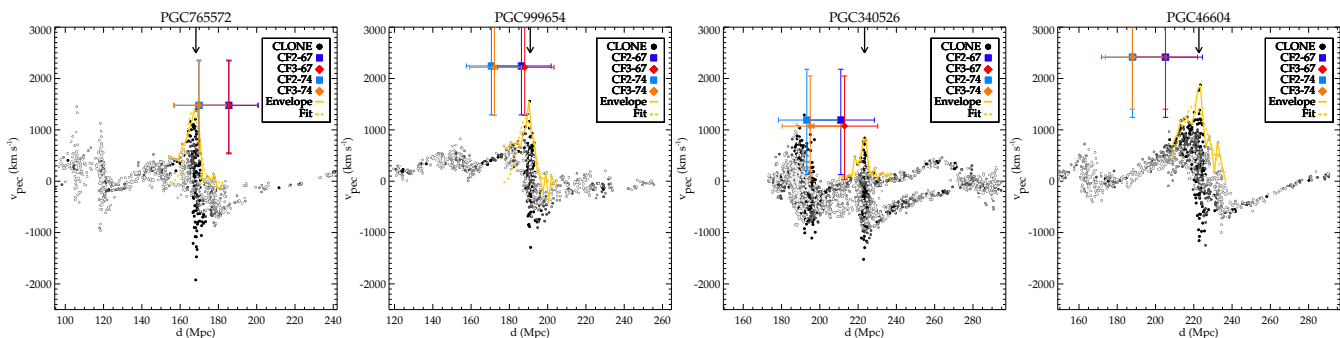 PGC765572
3000
2000
1000
0
-1000
-2000
v_pec (km s⁻¹)
CLONE
CF2-67
CF3-67
CF2-74
CF3-74
Envelope
Fit
100 120 140 160 180 200 220 240
d (Mpc)
PGC999654
3000
2000
1000
0
-1000
-2000
v_pec (km s⁻¹)
CLONE
CF2-67
CF3-67
CF2-74
CF3-74
Envelope
Fit
120 140 160 180 200 220 240 260
d (Mpc)
PGC340526
3000
2000
1000
0
-1000
-2000
v_pec (km s⁻¹)
CLONE
CF2-67
CF3-67
CF2-74
CF3-74
Envelope
Fit
160 180 200 220 240 260 280
d (Mpc)
PGC46604
3000
2000
1000
0
-1000
-2000
v_pec (km s⁻¹)
CLONE
CF2-67
CF3-67
CF2-74
CF3-74
Envelope
Fit
160 180 200 220 240 260 280
d (Mpc)